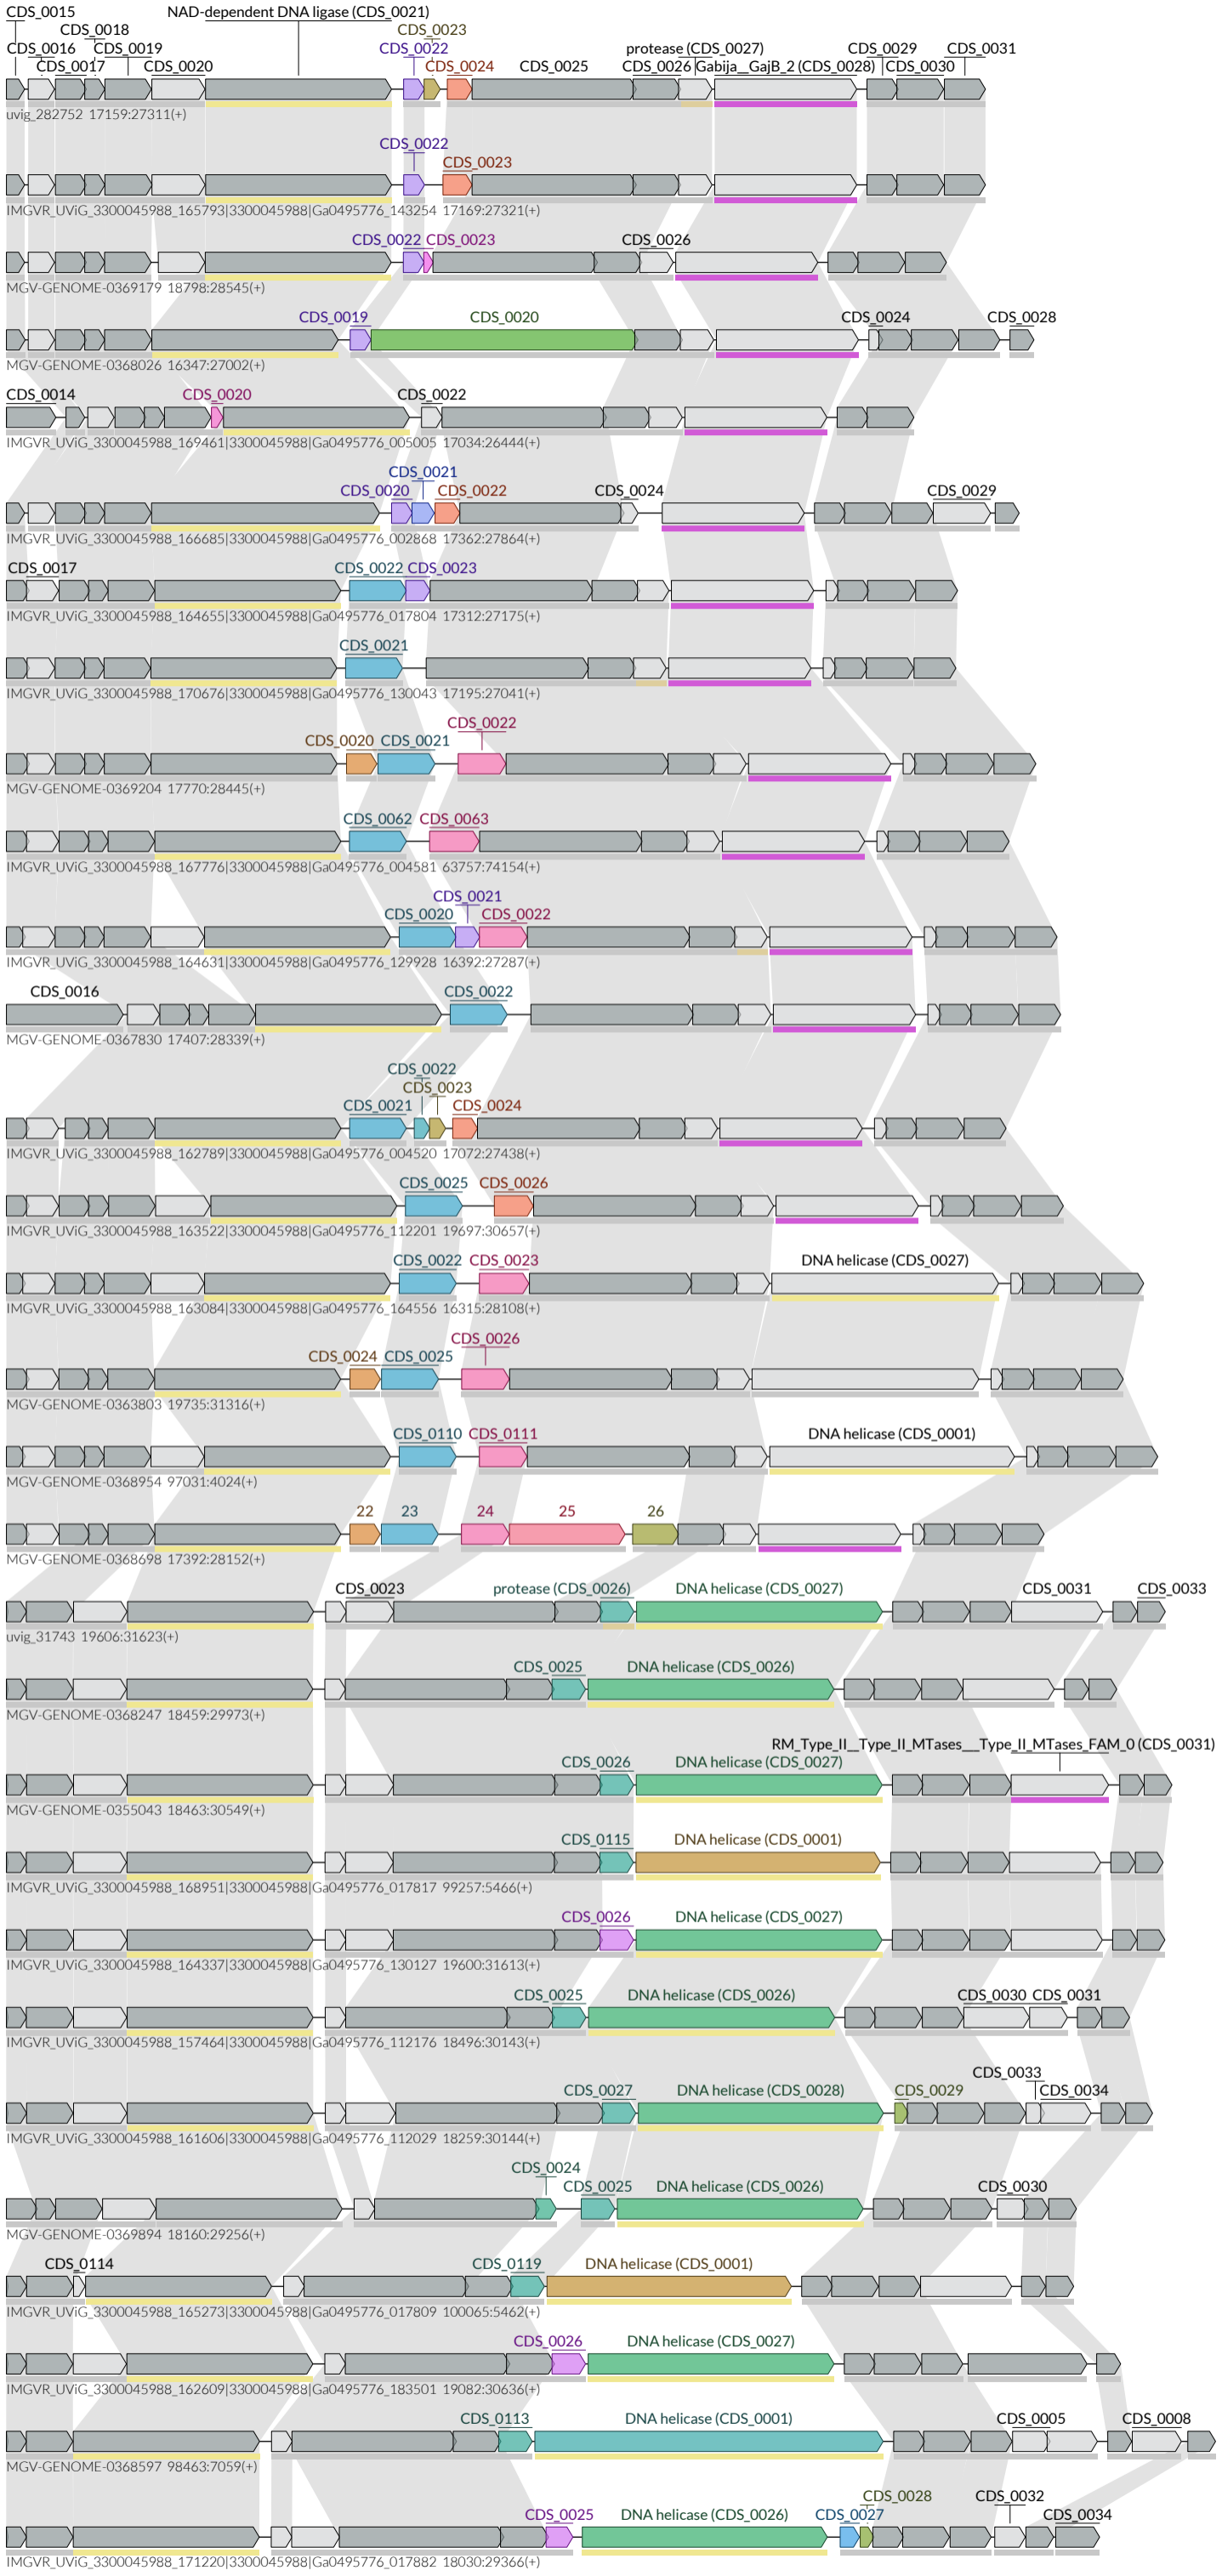 CDS_0015 NAD-dependent DNA ligase (CDS_0021)
CDS_0018 CDS_0023
CDS_0016 CDS_0019 CDS_0022 protease (CDS_0027) CDS_0029 CDS_0031
CDS_0017 CDS_0020 CDS_0024 CDS_0025 CDS_0026 Gabija__GajB_2 (CDS_0028) CDS_0030
uvig_282752 17159:27311(+)
CDS_0022
CDS_0023
IMGVR_UViG_3300045988_165793|3300045988|Ga0495776_143254 17169:27321(+)
CDS_0022 CDS_0023 CDS_0026
MGV-GENOME-0369179 18798:28545(+)
CDS_0019 CDS_0020 CDS_0024 CDS_0028
MGV-GENOME-0368026 16347:27002(+)
CDS_0014 CDS_0020 CDS_0022
IMGVR_UViG_3300045988_169461|3300045988|Ga0495776_005005 17034:26444(+)
CDS_0021
CDS_0020 CDS_0022 CDS_0024 CDS_0029
IMGVR_UViG_3300045988_166685|3300045988|Ga0495776_002868 17362:27864(+)
CDS_0017 CDS_0022 CDS_0023
IMGVR_UViG_3300045988_164655|3300045988|Ga0495776_017804 17312:27175(+)
CDS_0021
IMGVR_UViG_3300045988_170676|3300045988|Ga0495776_130043 17195:27041(+)
CDS_0022
CDS_0020 CDS_0021
MGV-GENOME-0369204 17770:28445(+)
CDS_0062 CDS_0063
IMGVR_UViG_3300045988_167776|3300045988|Ga0495776_004581 63757:74154(+)
CDS_0021
CDS_0020 CDS_0022
IMGVR_UViG_3300045988_164631|3300045988|Ga0495776_129928 16392:27287(+)
CDS_0016 CDS_0022
MGV-GENOME-0367830 17407:28339(+)
CDS_0022
CDS_0023
CDS_0021 CDS_0024
IMGVR_UViG_3300045988_162789|3300045988|Ga0495776_004520 17072:27438(+)
CDS_0025 CDS_0026
IMGVR_UViG_3300045988_163522|3300045988|Ga0495776_112201 19697:30657(+)
CDS_0022 CDS_0023 DNA helicase (CDS_0027)
IMGVR_UViG_3300045988_163084|3300045988|Ga0495776_164556 16315:28108(+)
CDS_0026
CDS_0024 CDS_0025
MGV-GENOME-0363803 19735:31316(+)
CDS_0110 CDS_0111 DNA helicase (CDS_0001)
MGV-GENOME-0368954 97031:4024(+)
22 23 24 25 26
MGV-GENOME-0368698 17392:28152(+)
CDS_0023 protease (CDS_0026) DNA helicase (CDS_0027) CDS_0031 CDS_0033
uvig_31743 19606:31623(+)
CDS_0025 DNA helicase (CDS_0026)
MGV-GENOME-0368247 18459:29973(+)
RM_Type_II__Type_II_MTases___Type_II_MTases_FAM_0 (CDS_0031)
CDS_0026 DNA helicase (CDS_0027)
MGV-GENOME-0355043 18463:30549(+)
CDS_0115 DNA helicase (CDS_0001)
IMGVR_UViG_3300045988_168951|3300045988|Ga0495776_017817 99257:5466(+)
CDS_0026 DNA helicase (CDS_0027)
IMGVR_UViG_3300045988_164337|3300045988|Ga0495776_130127 19600:31613(+)
CDS_0025 DNA helicase (CDS_0026) CDS_0030 CDS_0031
IMGVR_UViG_3300045988_157464|3300045988|Ga0495776_112176 18496:30143(+)
CDS_0033
CDS_0027 DNA helicase (CDS_0028) CDS_0029 CDS_0034
IMGVR_UViG_3300045988_161606|3300045988|Ga0495776_112029 18259:30144(+)
CDS_0024
CDS_0025 DNA helicase (CDS_0026) CDS_0030
MGV-GENOME-0369894 18160:29256(+)
CDS_0114 CDS_0119 DNA helicase (CDS_0001)
IMGVR_UViG_3300045988_165273|3300045988|Ga0495776_017809 100065:5462(+)
CDS_0026 DNA helicase (CDS_0027)
IMGVR_UViG_3300045988_162609|3300045988|Ga0495776_183501 19082:30636(+)
CDS_0113 DNA helicase (CDS_0001) CDS_0005 CDS_0008
MGV-GENOME-0368597 98463:7059(+)
CDS_0028 CDS_0032
CDS_0025 DNA helicase (CDS_0026) CDS_0027 CDS_0034
IMGVR_UViG_3300045988_171220|3300045988|Ga0495776_017882 18030:29366(+)